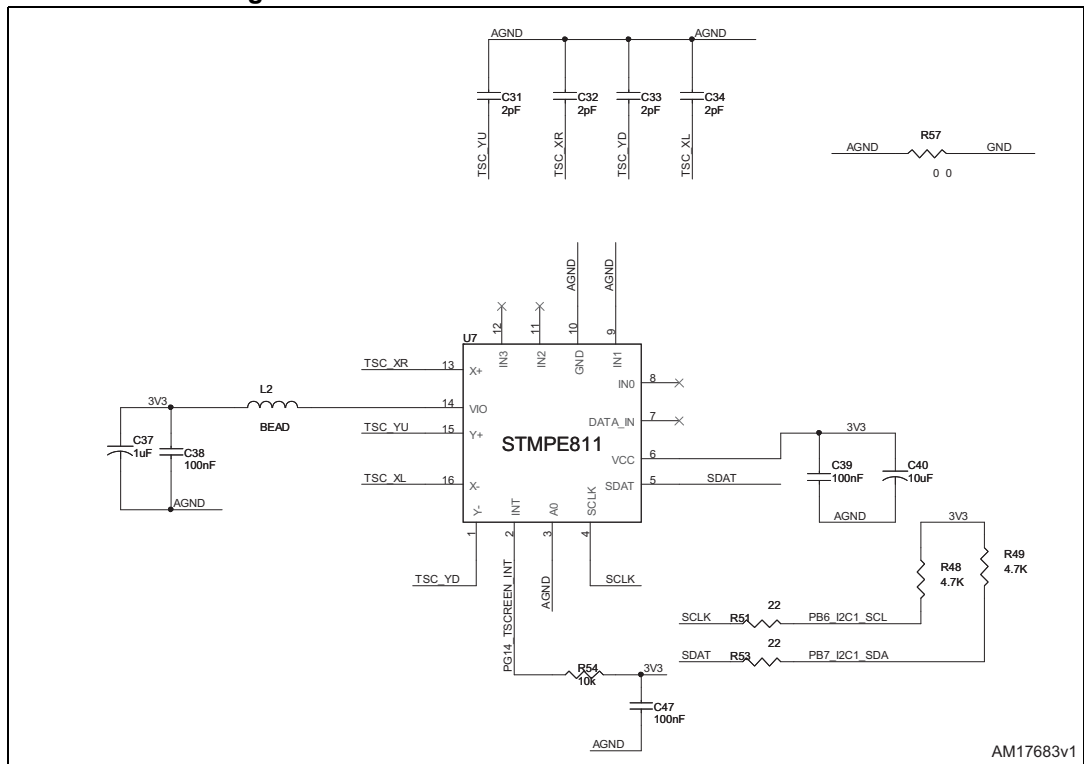 AGND AGND
C31 C32 C33 C34
2pF 2pF 2pF 2pF
TSC_YU TSC_XR TSC_YD TSC_XL
R57
AGND GND
0 0
AGND AGND
12 11 10 9
U7
IN3 IN2 GND IN1
TSC_XR 13 X+
IN0 8
L2
3V3 14 VIO
BEAD
DATA_IN 7
C37
1uF
C38
100nF
TSC_YU 15 Y+
STMPE811
VCC 6
3V3
C39
100nF
C40
10uF
TSC_XL 16 X-
SDAT 5 SDAT
AGND
Y- INT A0 SCLK
1 2 3 4
AGND
3V3
TSC_YD
PG14_TSCREEN_INT
AGND
SCLK
R48
4.7K
R49
4.7K
22
SCLK R51 PB6_I2C1_SCL
22
SDAT R53 PB7_I2C1_SDA
R54 3V3
10k
C47
100nF
AGND
AM17683v1